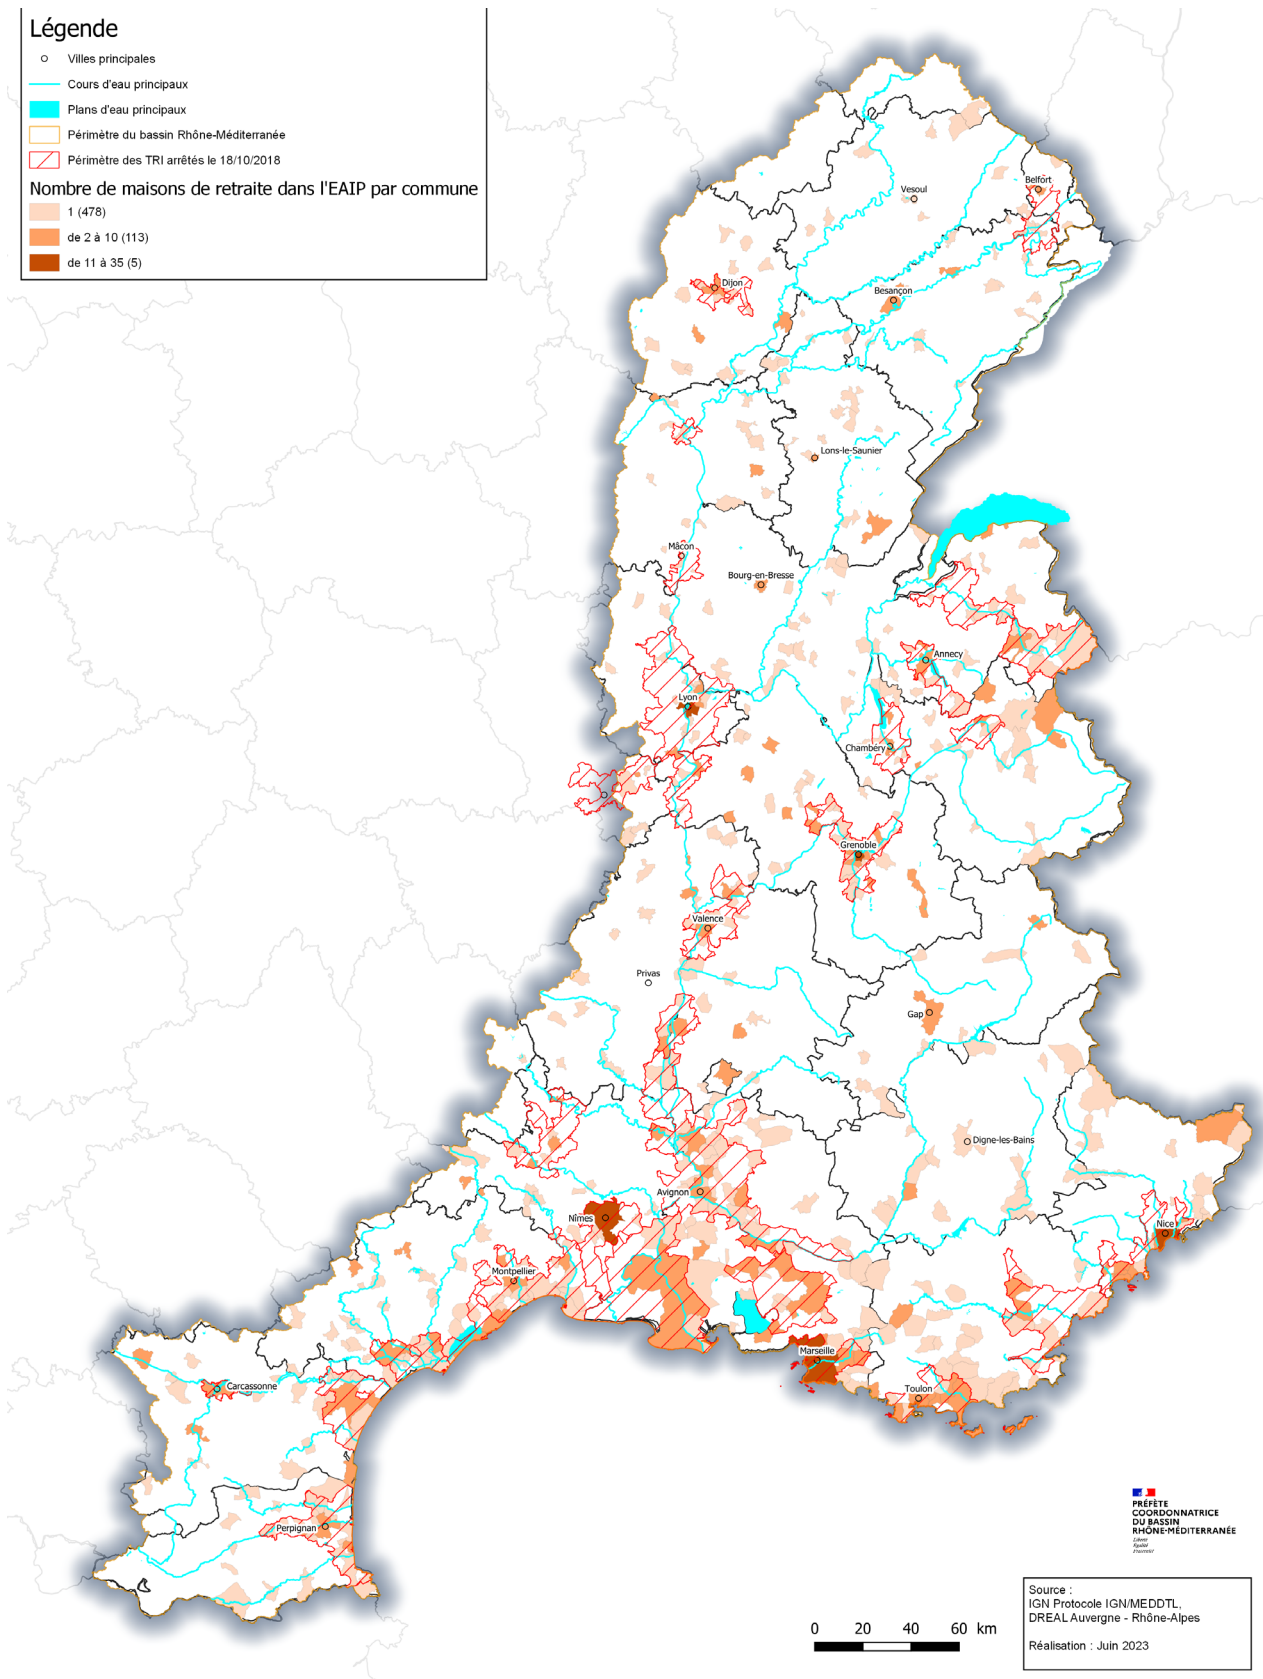 Légende
Villes principales
Cours d'eau principaux
Plans d'eau principaux
Périmètre du bassin Rhône-Méditerranée
Périmètre des TRI arrêtés le 18/10/2018
Nombre de maisons de retraite dans l'EAIP par commune
1 (478)
de 2 à 10 (113)
de 11 à 35 (5)
Belfort
Vesoul
Dijon
Besançon
Lons-le-Saunier
Mâcon
Bourg-en-Bresse
Annecy
Lyon
Chambéry
Grenoble
Valence
Privas
Gap
Digne-les-Bains
Avignon
Nîmes
Nice
Montpellier
Marseille
Carcassonne
Toulon
Perpignan
PRÉFÈTE
COORDONNATRICE
DU BASSIN
RHÔNE-MÉDITERRANÉE
Liberté
Égalité
Fraternité
Source :
IGN Protocole IGN/MEDDTL,
DREAL Auvergne - Rhône-Alpes
Réalisation : Juin 2023
0 20 40 60 km